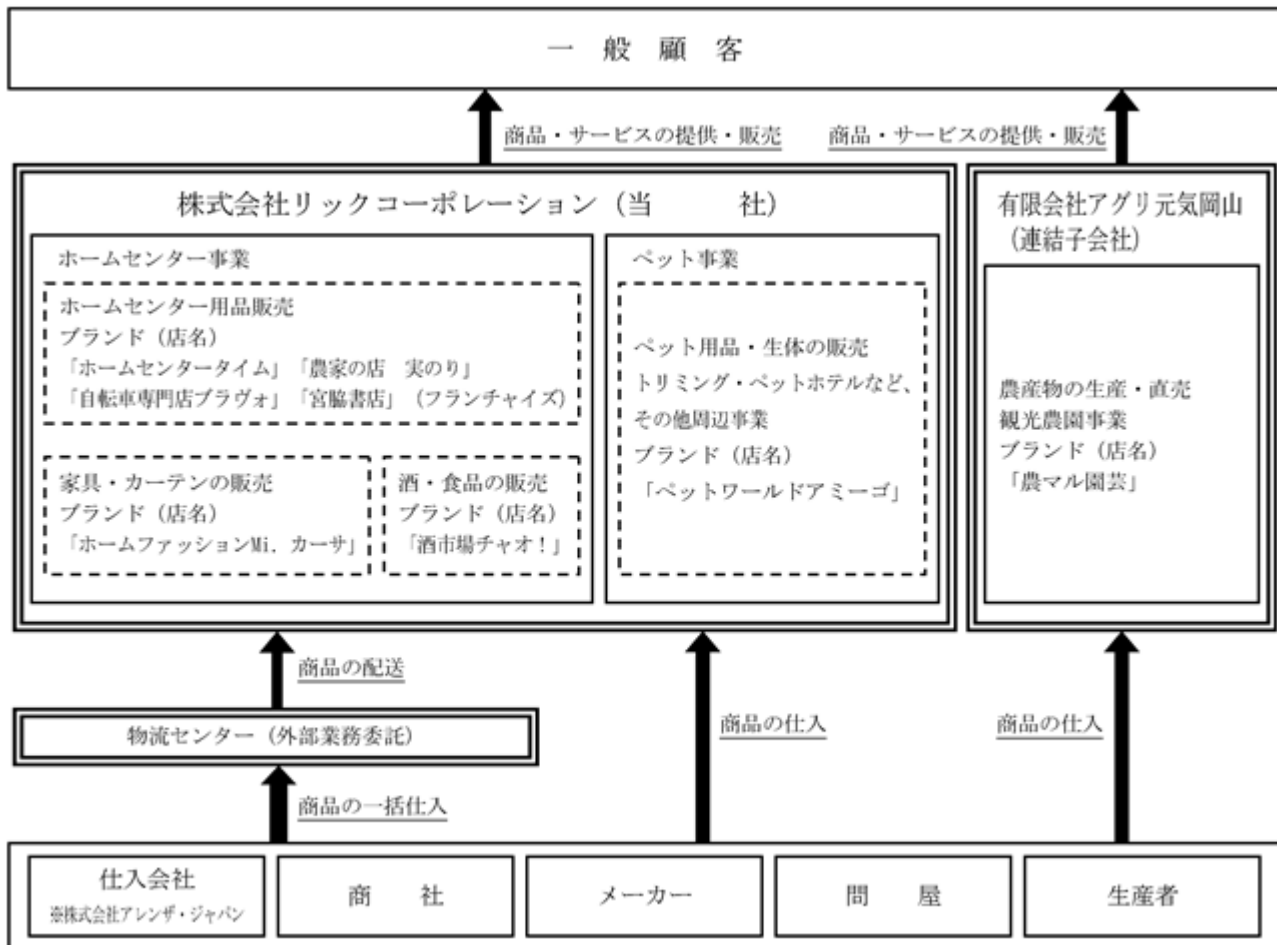 一 般 顧 客
商品・サービスの提供・販売
商品・サービスの提供・販売
株式会社リックコーポレーション（当　　社）
ホームセンター事業
ホームセンター用品販売
ブランド（店名）
「ホームセンタータイム」「農家の店　実のり」
「自転車専門店ブラヴォ」「宮脇書店」（フランチャイズ）
家具・カーテンの販売
ブランド（店名）
「ホームファッションMi．カーサ」
酒・食品の販売
ブランド（店名）
「酒市場チャオ！」
ペット事業
ペット用品・生体の販売
トリミング・ペットホテルなど、
その他周辺事業
ブランド（店名）
「ペットワールドアミーゴ」
有限会社アグリ元気岡山
（連結子会社）
農産物の生産・直売
観光農園事業
ブランド（店名）
「農マル園芸」
商品の配送
物流センター（外部業務委託）
商品の一括仕入
商品の仕入
商品の仕入
仕入会社
※株式会社アレンザ・ジャパン
商　　社
メーカー
問　　屋
生産者